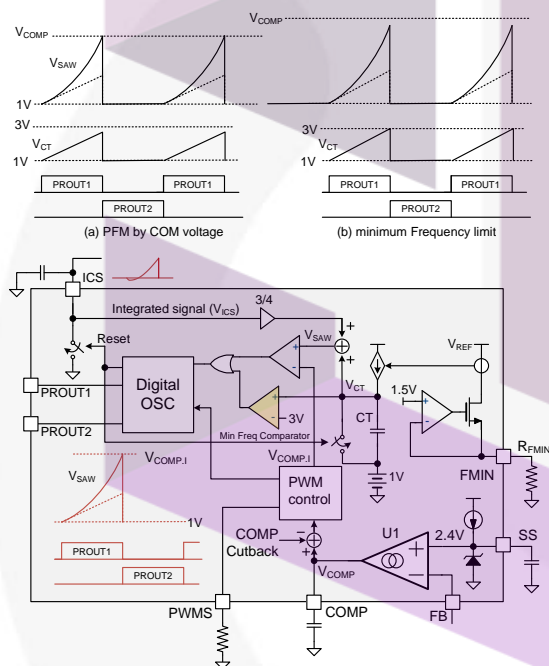 VCOMP
VSAW
1V
3V
VCT
1V
PROUT1
PROUT1
PROUT2
(a) PFM by COM voltage
VCOMP
3V
VCT
1V
PROUT1
PROUT1
PROUT2
(b) minimum Frequency limit
ICS
Integrated signal (VICS)
3/4
Reset
VSAW
+
+
VREF
PROUT1
PROUT2
Digital
OSC
+
-
VCT
+
-
3V
CT
1.5V
+
-
RFMIN
Min Freq Comparator
FMIN
VCOMP.I
VSAW
VCOMP.I
1V
1V
PWM
control
PROUT1
PROUT2
COMP
Cutback
-
+
VCOMP
U1
+
-
2.4V
SS
PWMS
COMP
FB